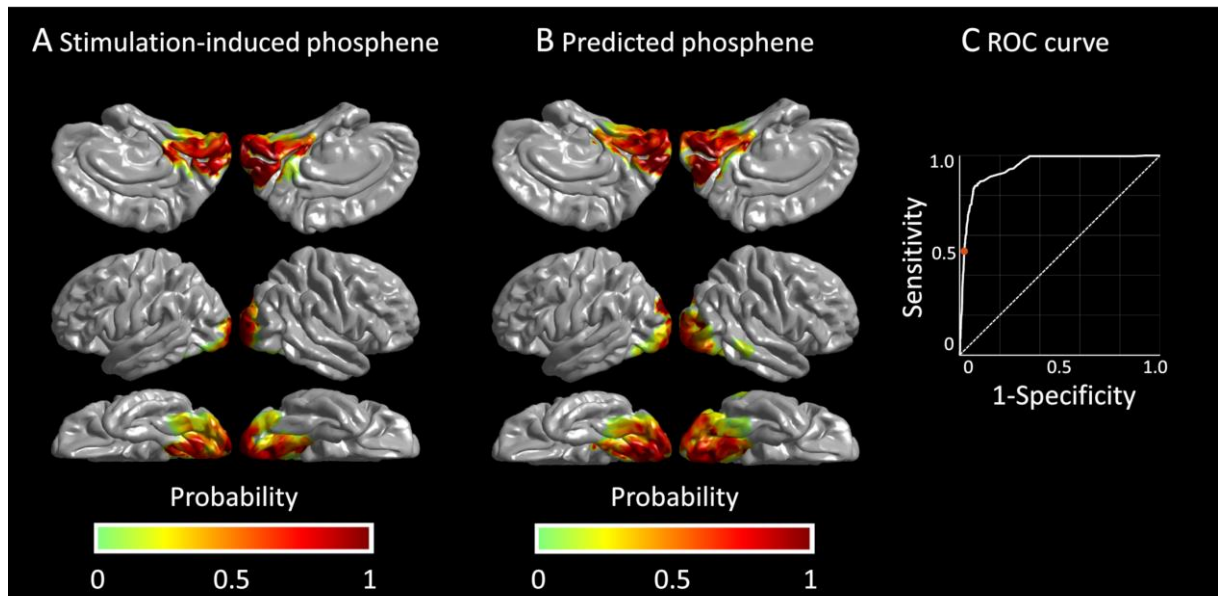 A Stimulation-induced phosphene
B Predicted phosphene
C ROC curve
Probability
0 0.5 1
Probability
0 0.5 1
Sensitivity
1.0
0.5
0
0 0.5 1.0
1-Specificity